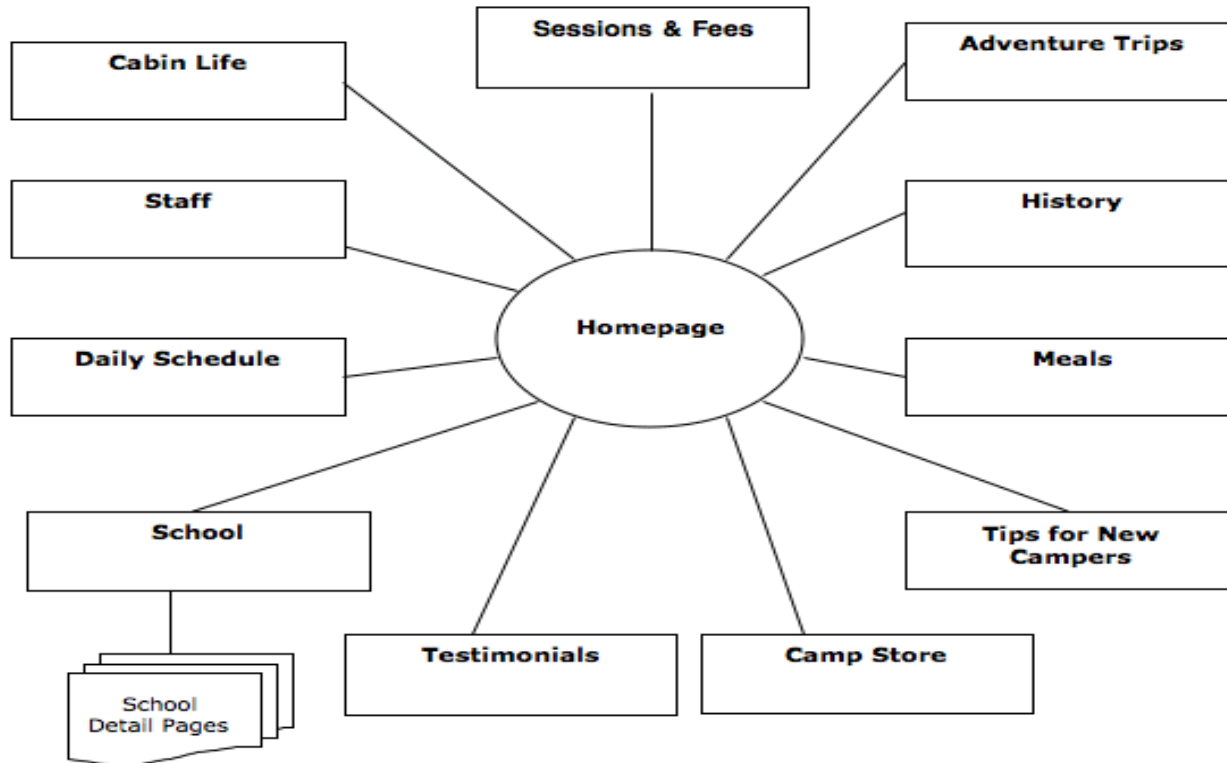 Sessions & Fees
Adventure Trips
Cabin Life
Staff
History
Homepage
Daily Schedule
Meals
School
Tips for New
Campers
Testimonials
Camp Store
School
Detail Pages